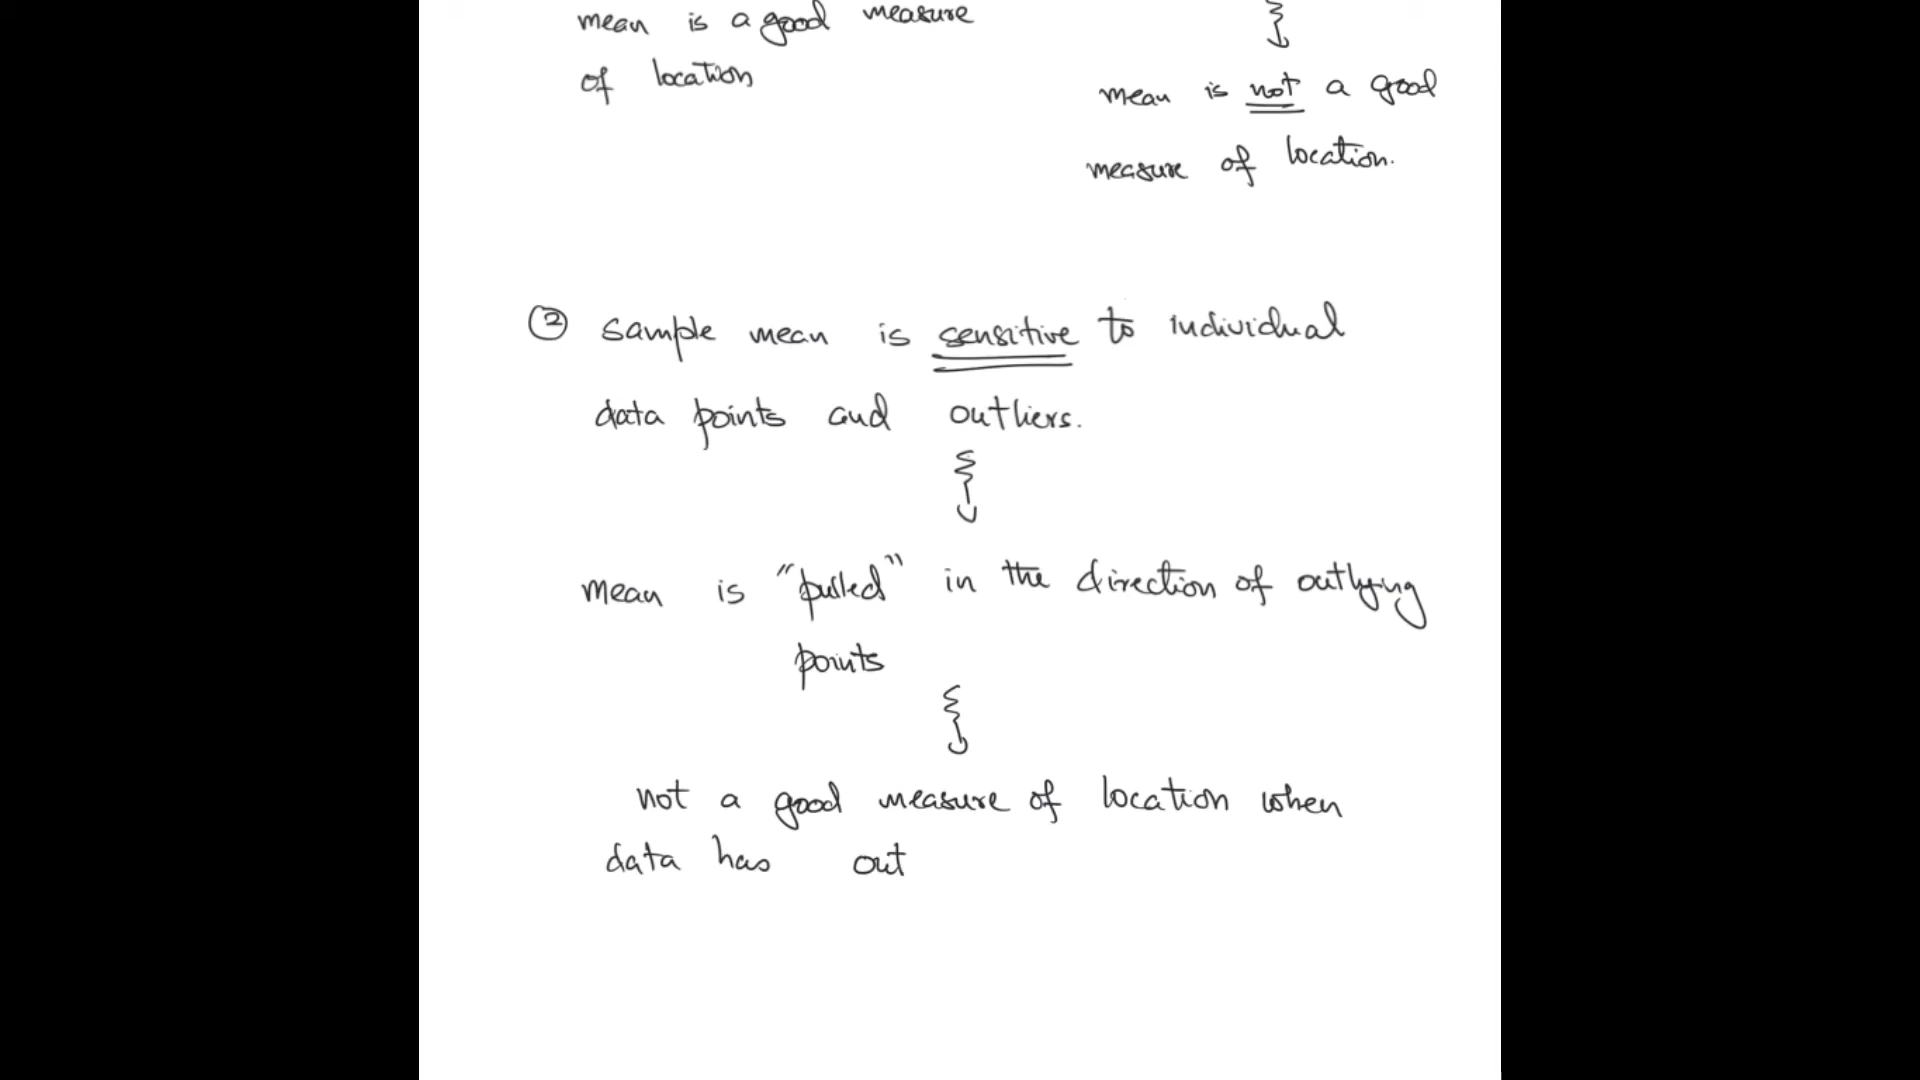 mean is a good measure
of location
mean is not a good
measure of location.
② sample mean is sensitive to individual
data points and outliers.
mean is "pulled" in the direction of outlying
points
not a good measure of location when
data has out